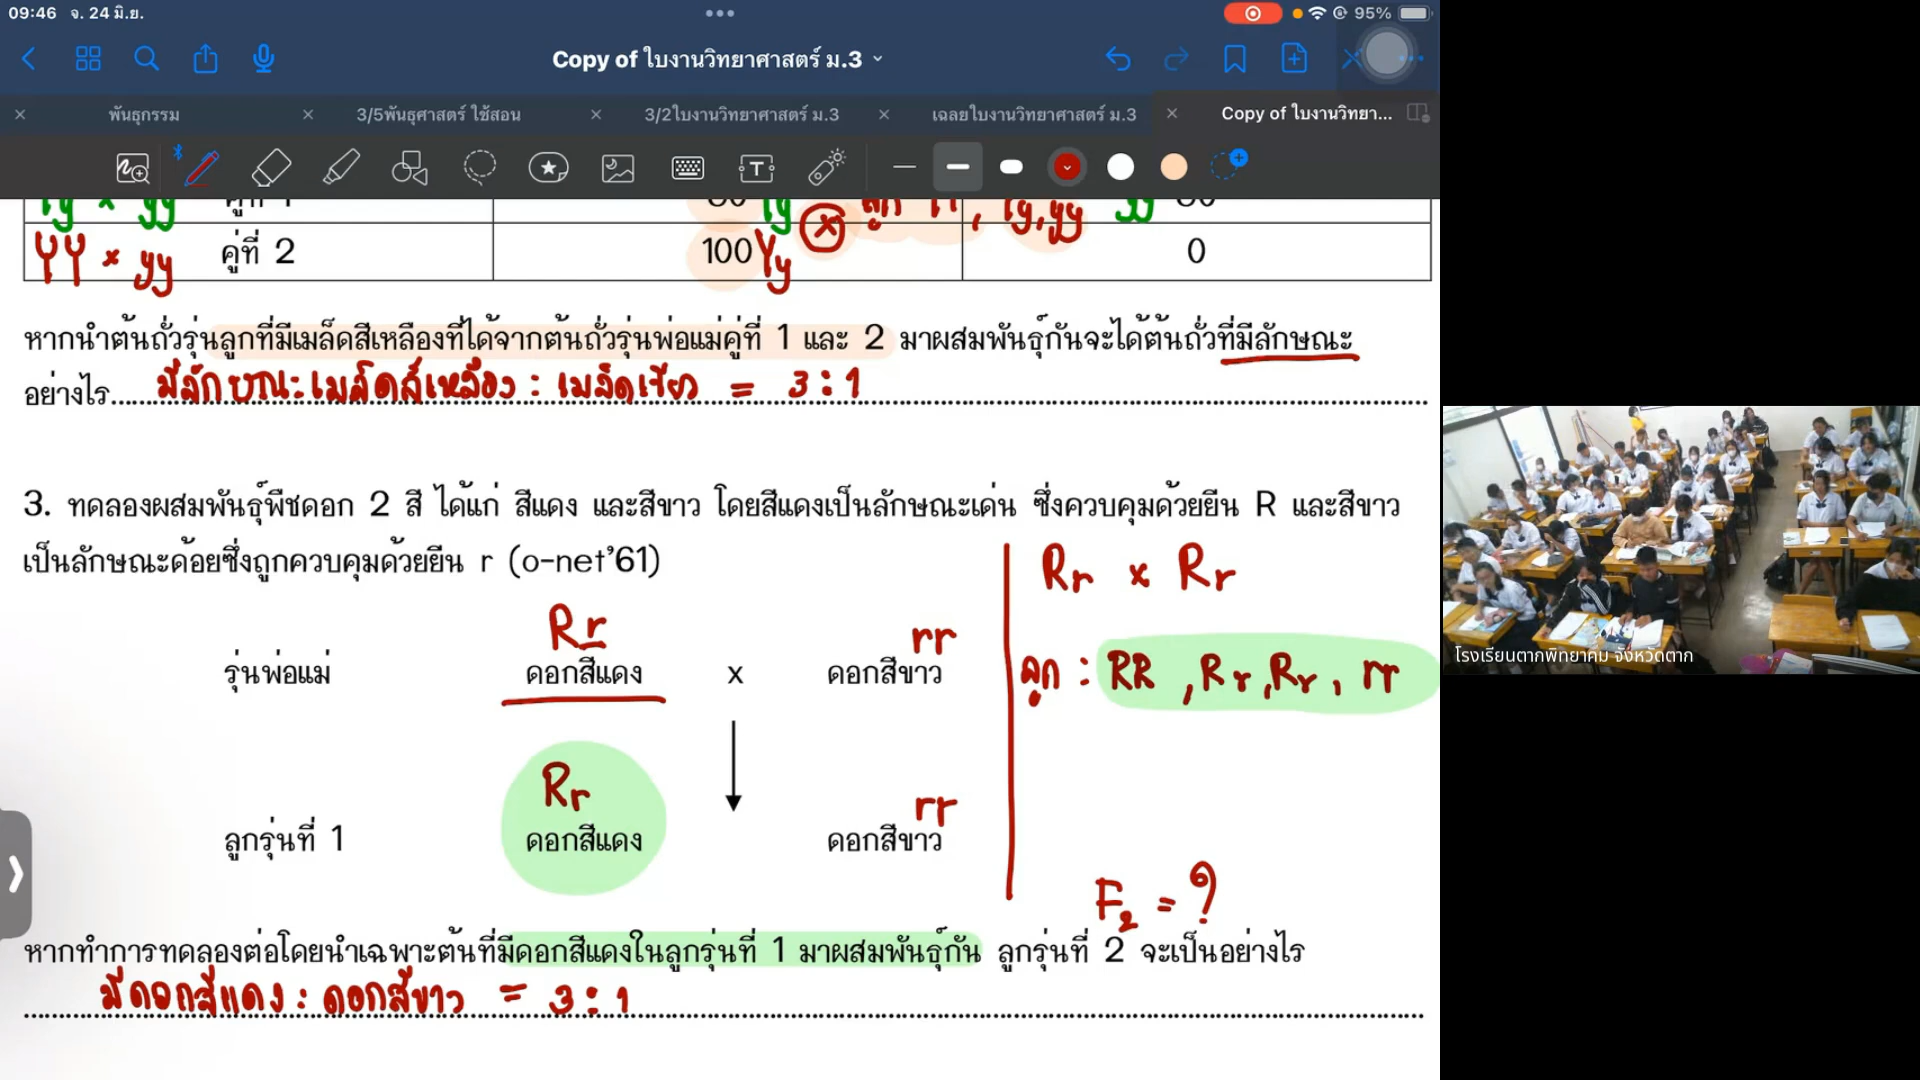 09:46 จ. 24 มิ.ย.
95%
Copy of ใบงานวิทยาศาสตร์ ม.3
พันธุกรรม
3/5พันธุศาสตร์ ใช้สอน
3/2ใบงานวิทยาศาสตร์ ม.3
เฉลยใบงานวิทยาศาสตร์ ม.3
Copy of ใบงานวิทยา...
YY × yy คู่ที่ 2 100 Yy 0
หากนำต้นถั่วรุ่นลูกที่มีเมล็ดสีเหลืองที่ได้จากต้นถั่วรุ่นพ่อแม่คู่ที่ 1 และ 2 มาผสมพันธุ์กันจะได้ต้นถั่วที่มีลักษณะ
อย่างไร มีลักษณะเมล็ดสีเหลือง : เมล็ดเขียว = 3 : 1
3. ทดลองผสมพันธุ์พืชดอก 2 สี ได้แก่ สีแดง และสีขาว โดยสีแดงเป็นลักษณะเด่น ซึ่งควบคุมด้วยยีน R และสีขาว
เป็นลักษณะด้อยซึ่งถูกควบคุมด้วยยีน r (o-net’61)
Rr × Rr
Rr rr
รุ่นพ่อแม่ ดอกสีแดง x ดอกสีขาว
ลูก : RR , Rr, Rr, rr
Rr rr
ลูกรุ่นที่ 1 ดอกสีแดง ดอกสีขาว
F2 = ?
หากทำการทดลองต่อโดยนำเฉพาะต้นที่มีดอกสีแดงในลูกรุ่นที่ 1 มาผสมพันธุ์กัน ลูกรุ่นที่ 2 จะเป็นอย่างไร
มีดอกสีแดง : ดอกสีขาว = 3 : 1
โรงเรียนตากพิทยาคม จังหวัดตาก